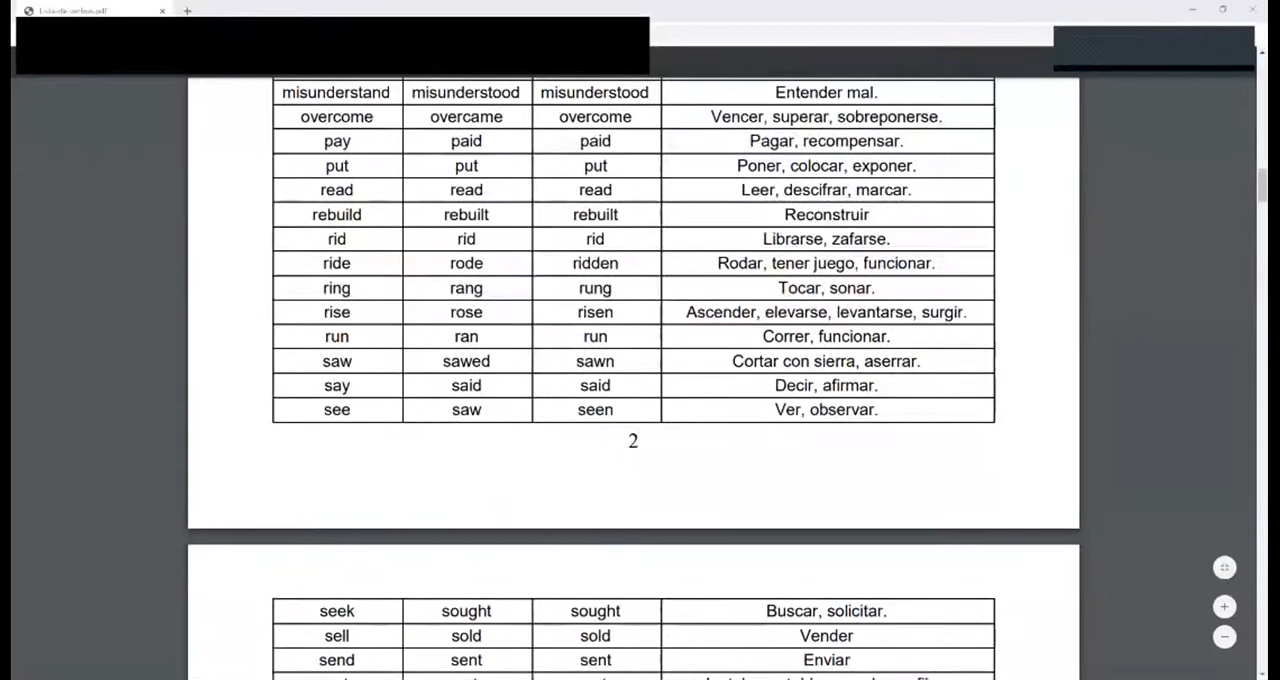 Lista-de-verbos.pdf
misunderstand misunderstood misunderstood Entender mal.
overcome overcame overcome Vencer, superar, sobreponerse.
pay paid paid Pagar, recompensar.
put put put Poner, colocar, exponer.
read read read Leer, descifrar, marcar.
rebuild rebuilt rebuilt Reconstruir
rid rid rid Librarse, zafarse.
ride rode ridden Rodar, tener juego, funcionar.
ring rang rung Tocar, sonar.
rise rose risen Ascender, elevarse, levantarse, surgir.
run ran run Correr, funcionar.
saw sawed sawn Cortar con sierra, aserrar.
say said said Decir, afirmar.
see saw seen Ver, observar.
2
seek sought sought Buscar, solicitar.
sell sold sold Vender
send sent sent Enviar